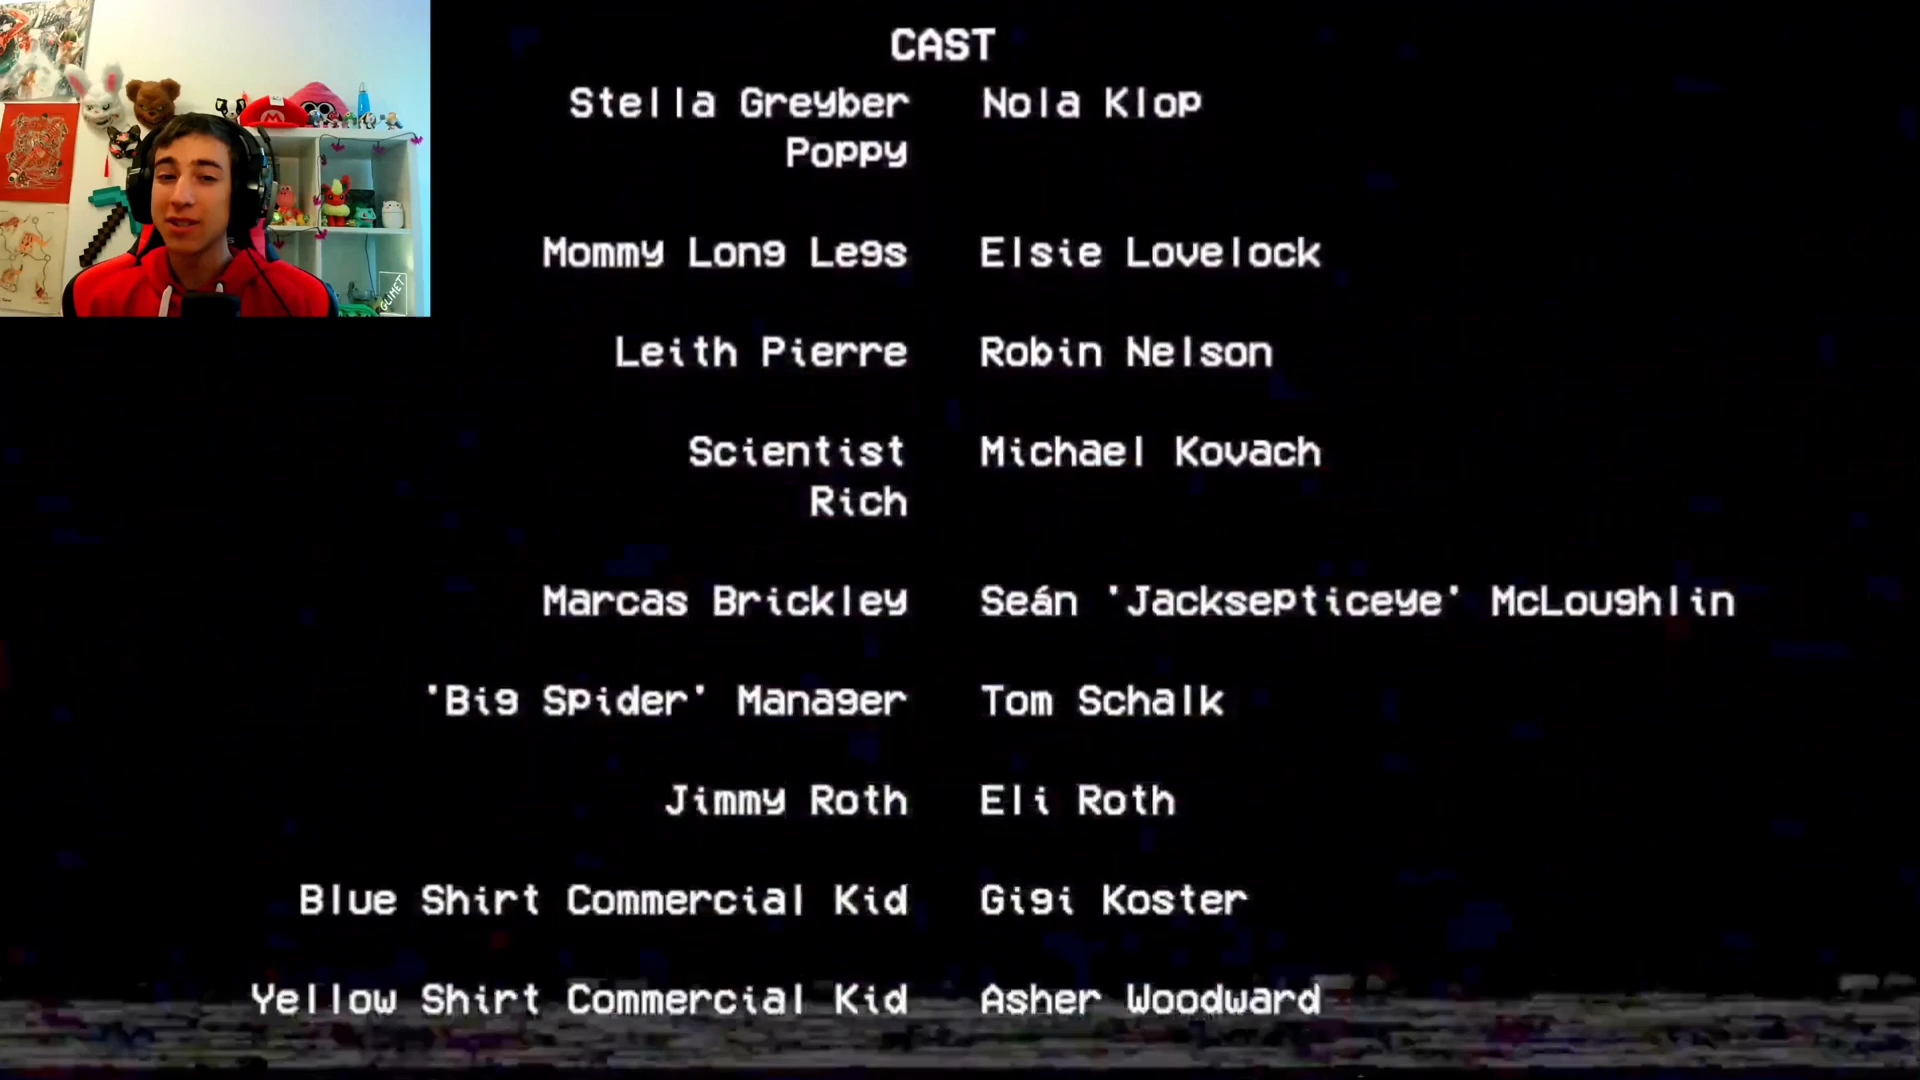 CAST
Stella Greyber Nola Klop
Poppy
Mommy Long Legs Elsie Lovelock
Leith Pierre Robin Nelson
Scientist Michael Kovach
Rich
Marcas Brickley Seán 'Jacksepticeye' McLoughlin
'Big Spider' Manager Tom Schalk
Jimmy Roth Eli Roth
Blue Shirt Commercial Kid Gigi Koster
Yellow Shirt Commercial Kid Asher Woodward
GLIMET